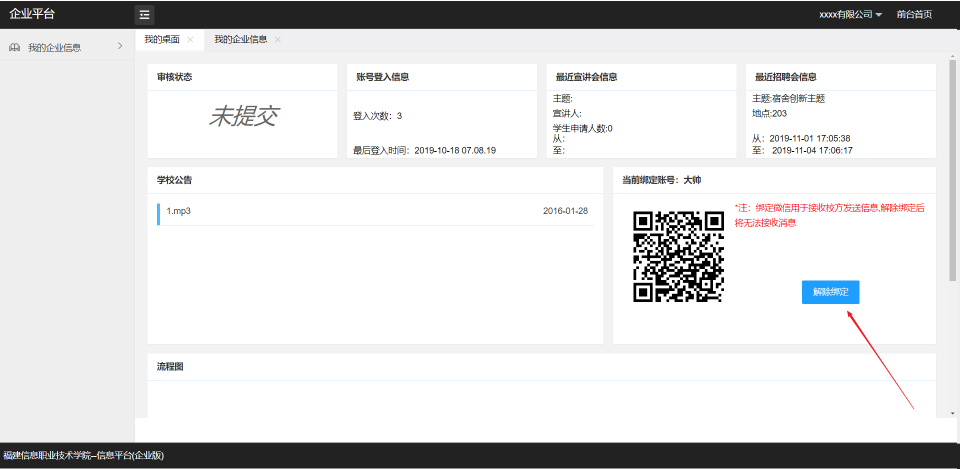 企业平台
xxxx有限公司 前台首页
我的企业信息
我的桌面 × 我的企业信息 ×
审核状态
未提交
账号登入信息
登入次数：3
最后登入时间：2019-10-18 07.08.19
最近宣讲会信息
主题:
宣讲人:
学生申请人数:0
从：
至：
最近招聘会信息
主题:宿舍创新主题
地点:203
从：2019-11-01 17:05:38
至：2019-11-04 17:06:17
学校公告
1.mp3 2016-01-28
当前绑定账号：大帅
*注：绑定微信用于接收校方发送信息,解除绑定后
将无法接收消息
解除绑定
流程图
福建信息职业技术学院--信息平台(企业版)